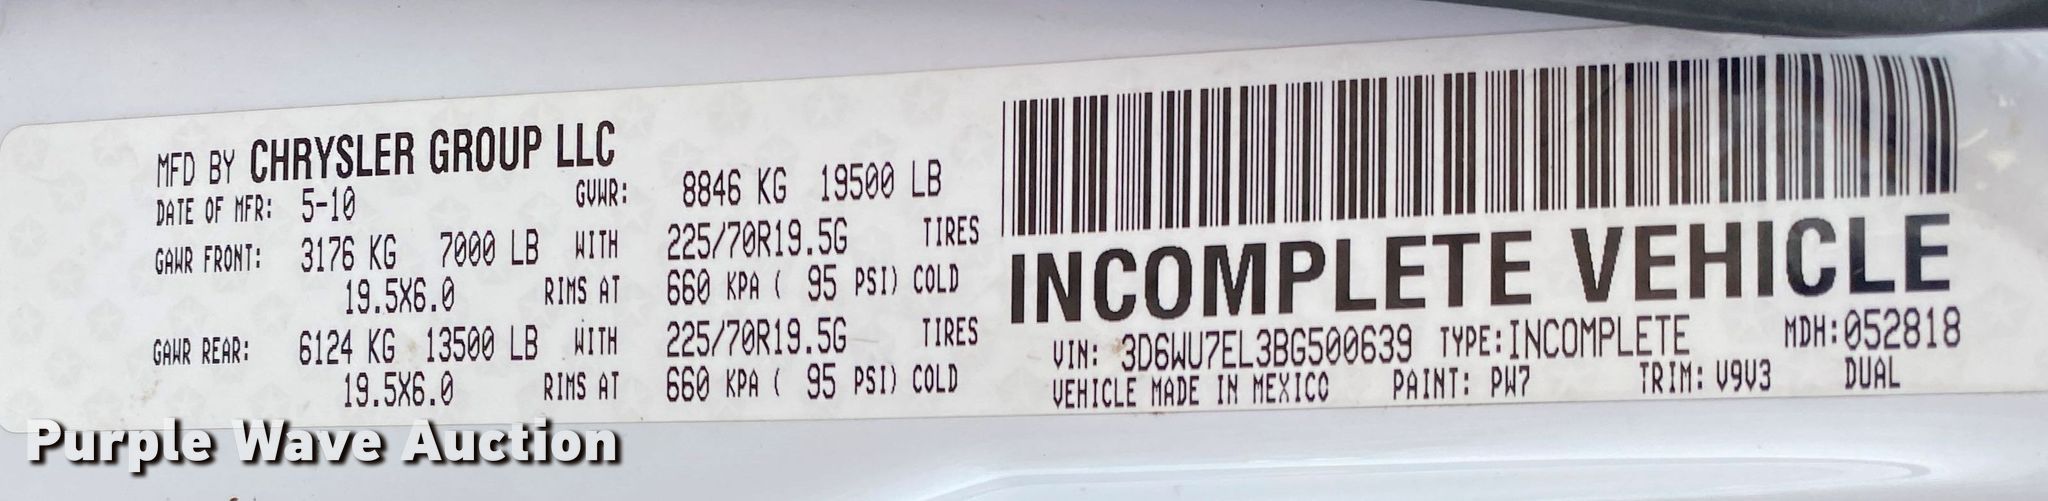 MFD BY CHRYSLER GROUP LLC
DATE OF MFR: 5-10 GVWR: 8846 KG 19500 LB
GAWR FRONT: 3176 KG 7000 LB WITH 225/70R19.5G TIRES
19.5X6.0 RIMS AT 660 KPA ( 95 PSI) COLD
GAWR REAR: 6124 KG 13500 LB WITH 225/70R19.5G TIRES
19.5X6.0 RIMS AT 660 KPA ( 95 PSI) COLD
INCOMPLETE VEHICLE
VIN: 3D6WU7EL3BG500639 TYPE: INCOMPLETE MDH: 052818
VEHICLE MADE IN MEXICO PAINT: PW7 TRIM: V9V3 DUAL
Purple Wave Auction